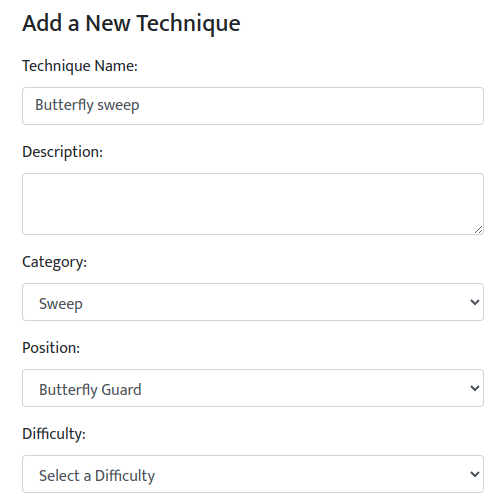 Add a New Technique
Technique Name:
Butterfly sweep
Description:
Category:
Sweep
Position:
Butterfly Guard
Difficulty:
Select a Difficulty